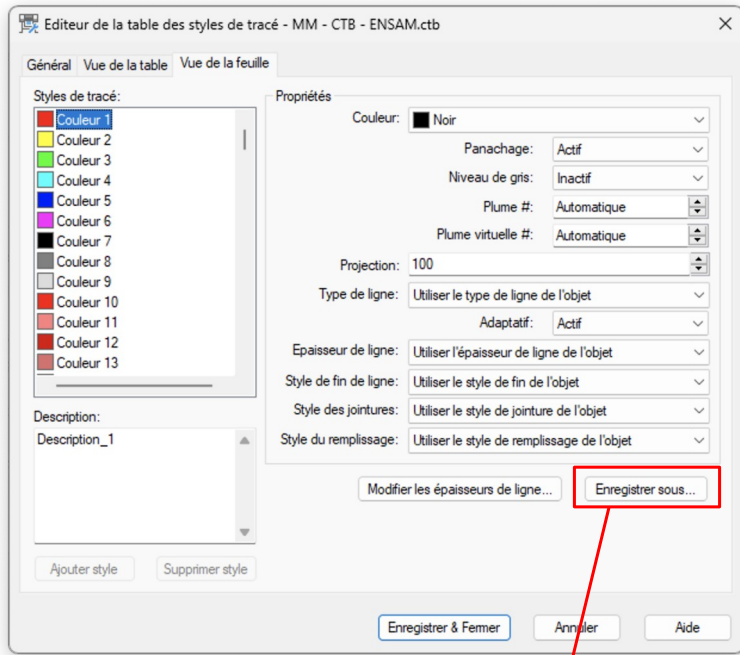 Editeur de la table des styles de tracé - MM - CTB - ENSAM.ctb
Général Vue de la table Vue de la feuille
Styles de tracé:
Couleur 1
Couleur 2
Couleur 3
Couleur 4
Couleur 5
Couleur 6
Couleur 7
Couleur 8
Couleur 9
Couleur 10
Couleur 11
Couleur 12
Couleur 13
Description:
Description_1
Ajouter style Supprimer style
Propriétés
Couleur: Noir
Panachage: Actif
Niveau de gris: Inactif
Plume #: Automatique
Plume virtuelle #: Automatique
Projection: 100
Type de ligne: Utiliser le type de ligne de l'objet
Adaptatif: Actif
Epaisseur de ligne: Utiliser l'épaisseur de ligne de l'objet
Style de fin de ligne: Utiliser le style de fin de l'objet
Style des jointures: Utiliser le style de jointure de l'objet
Style du remplissage: Utiliser le style de remplissage de l'objet
Modifier les épaisseurs de ligne... Enregistrer sous...
Enregistrer & Fermer Annuler Aide